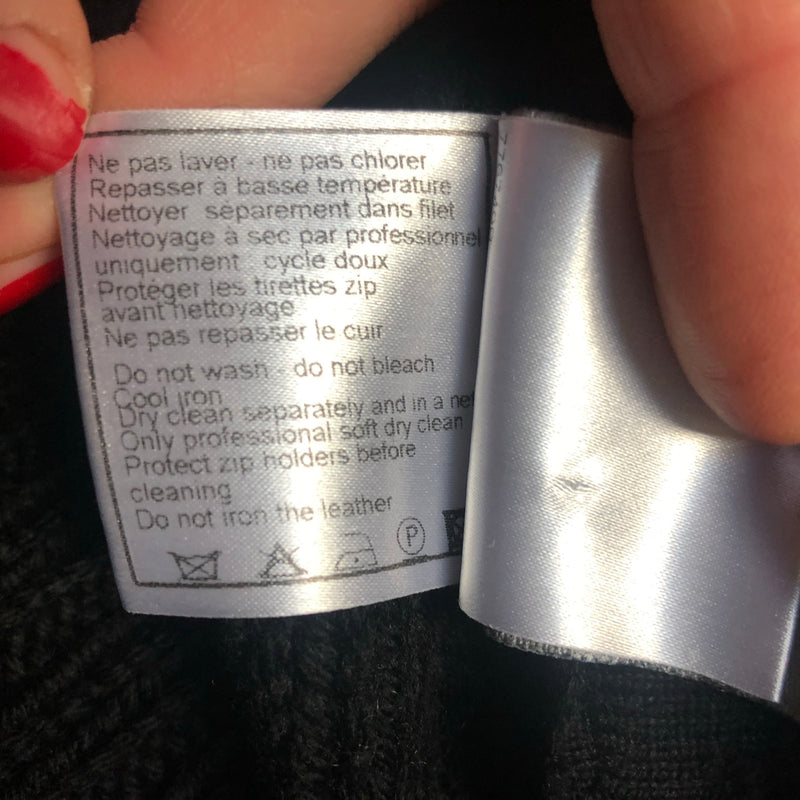 Ne pas laver - ne pas chlorer
Repasser à basse température
Nettoyer séparement dans filet
Nettoyage à sec par professionnel
uniquement cycle doux
Protéger les tirettes zip
avant nettoyage
Ne pas repasser le cuir
Do not wash - do not bleach
Cool iron
Dry clean separately and in a net
Only professional soft dry clean
Protect zip holders before
cleaning
Do not iron the leather
P